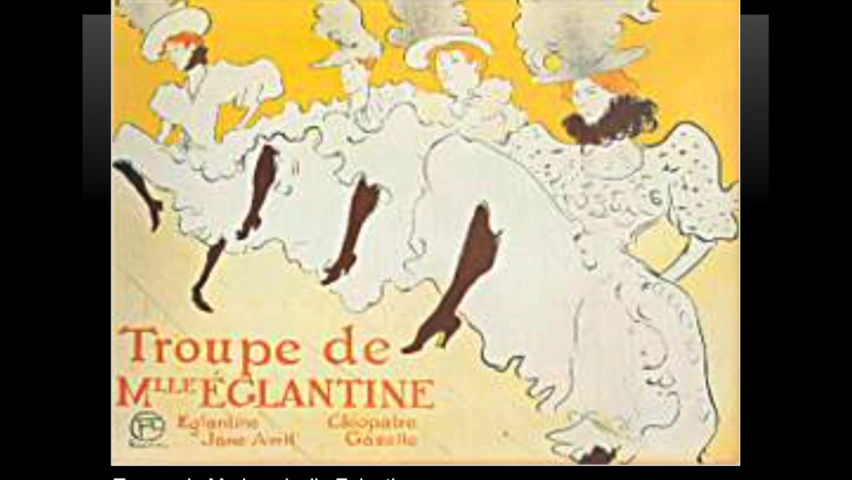 Troupe de
MLLE ÉGLANTINE
Eglantine Cléopatre
Jane Avril Gazelle